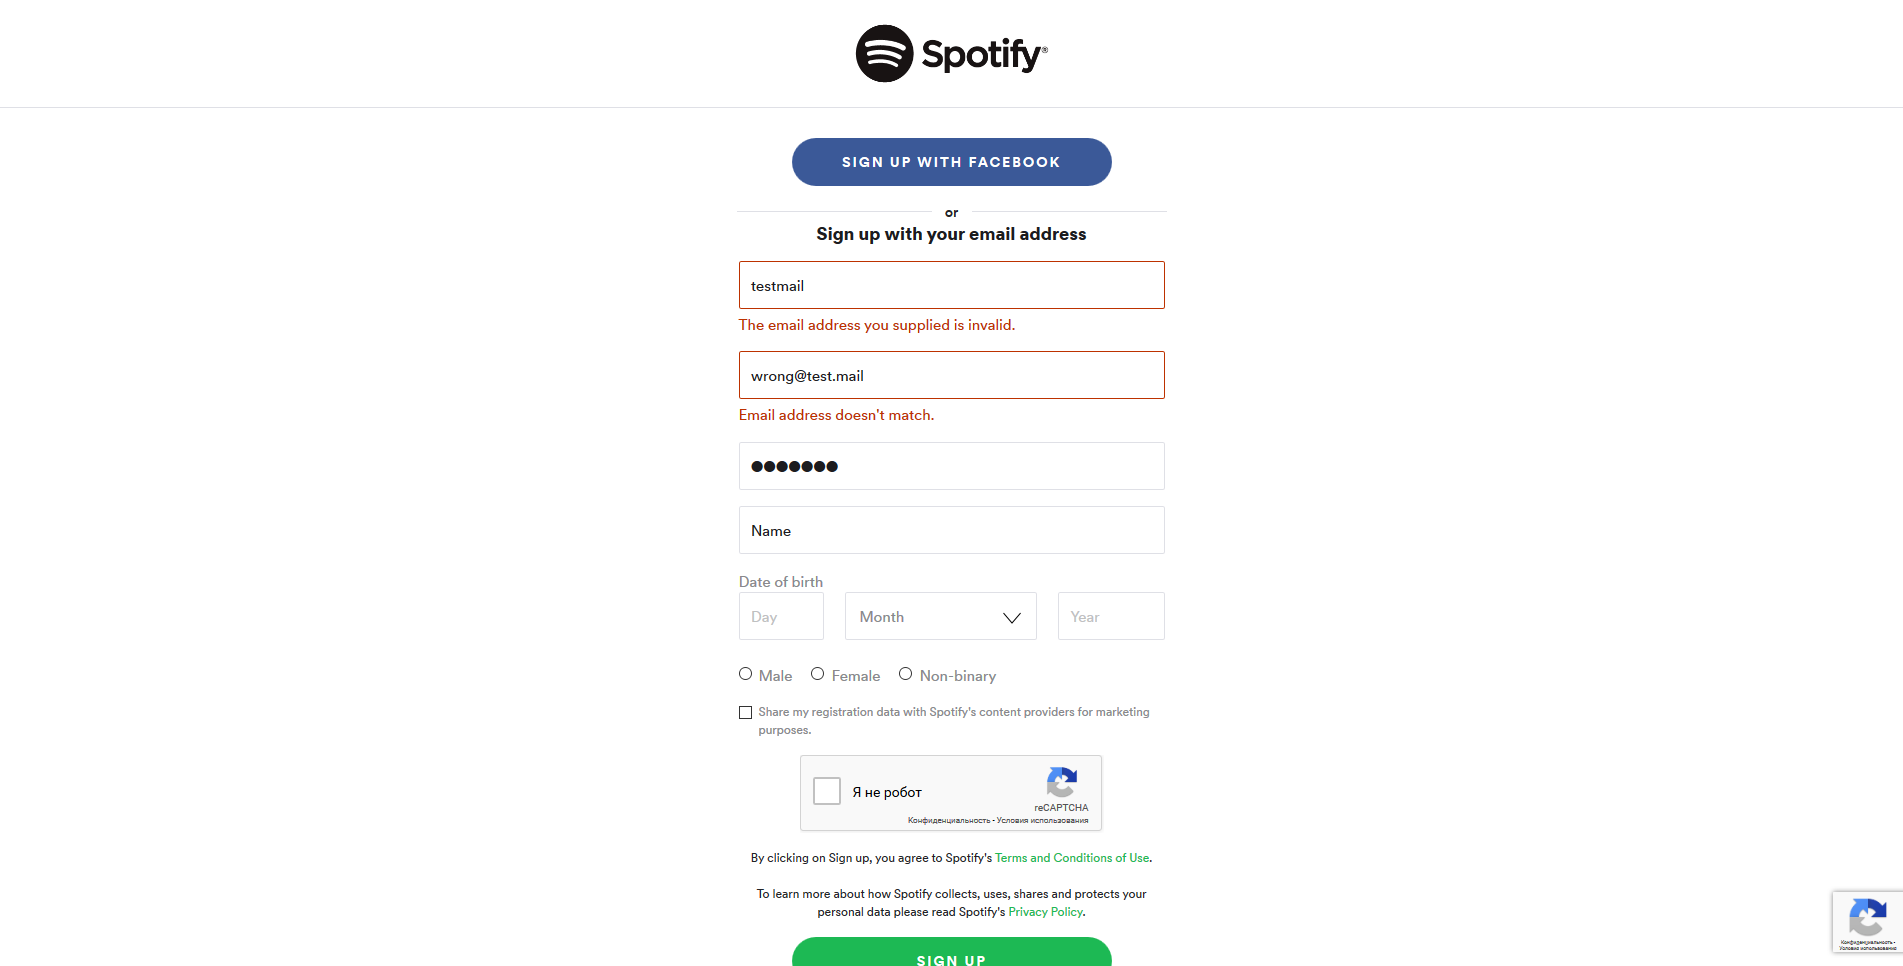 Spotify®
SIGN UP WITH FACEBOOK
or
Sign up with your email address
testmail
The email address you supplied is invalid.
wrong@test.mail
Email address doesn't match.
●●●●●●●
Name
Date of birth
Day Month Year
Male Female Non-binary
Share my registration data with Spotify's content providers for marketing
purposes.
Я не робот
reCAPTCHA
Конфиденциальность - Условия использования
By clicking on Sign up, you agree to Spotify's Terms and Conditions of Use.
To learn more about how Spotify collects, uses, shares and protects your
personal data please read Spotify's Privacy Policy.
SIGN UP
Конфиденциальность -
Условия использования